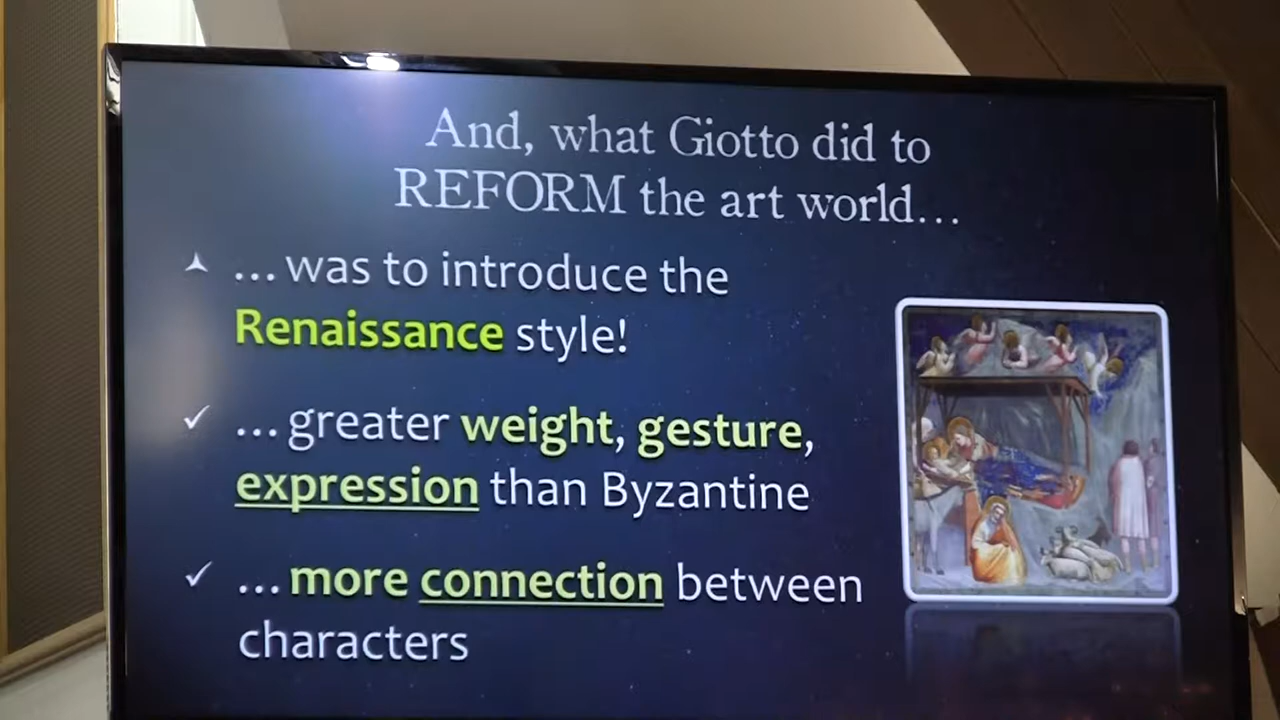 And, what Giotto did to
REFORM the art world...
... was to introduce the
Renaissance style!
... greater weight, gesture,
expression than Byzantine
... more connection between
characters